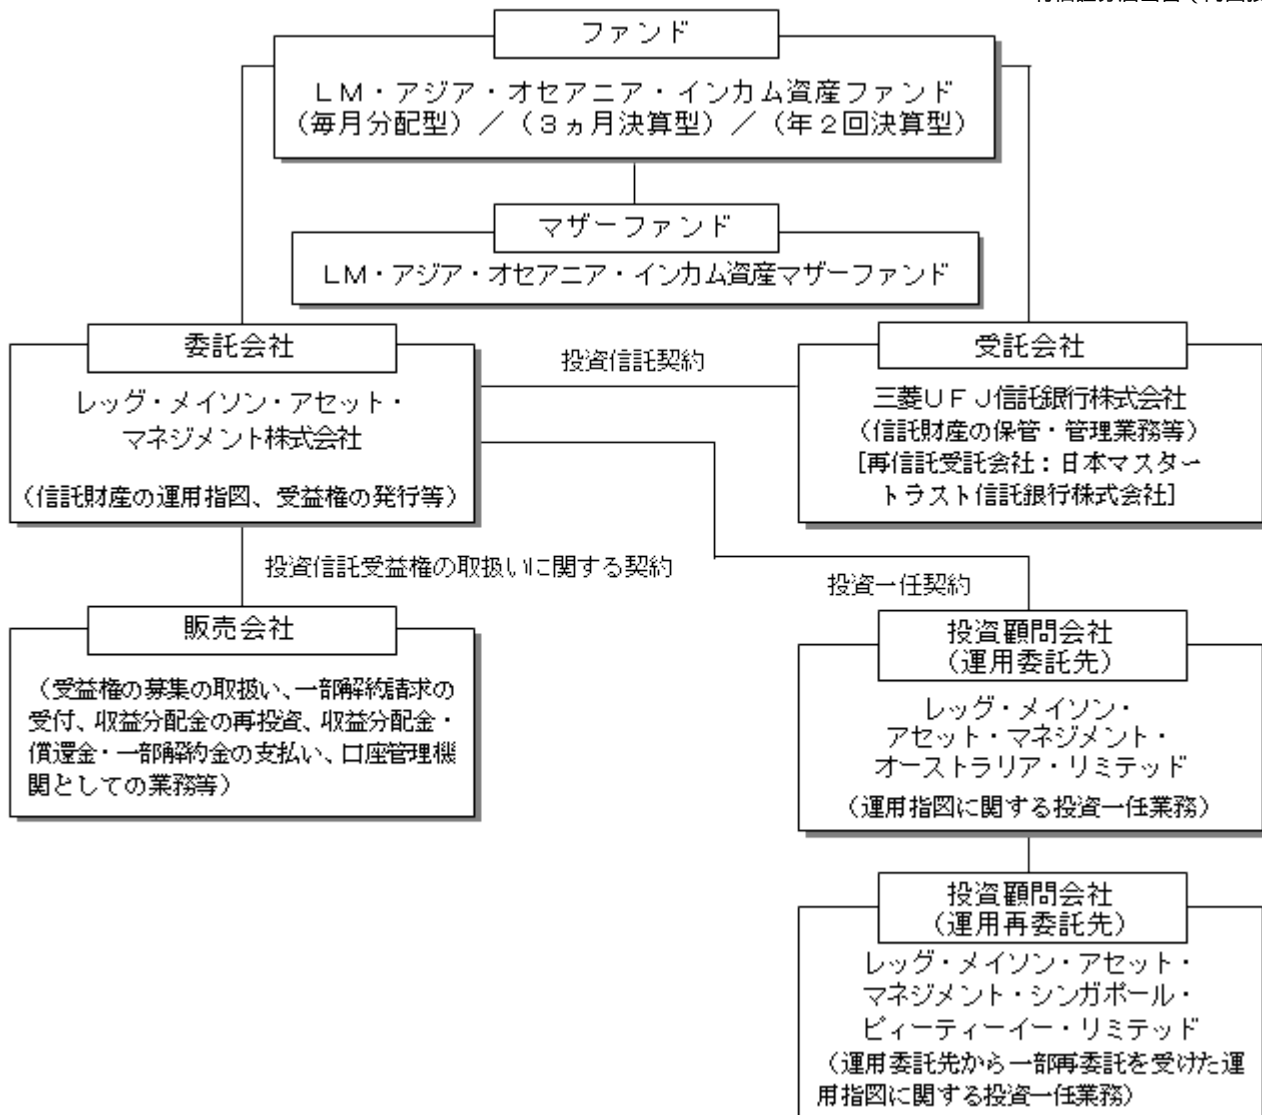 ファンド
LM・アジア・オセアニア・インカム資産ファンド
(毎月分配型)/(3ヵ月決算型)/(年2回決算型)
マザーファンド
LM・アジア・オセアニア・インカム資産マザーファンド
委託会社
レッグ・メイソン・アセット・
マネジメント株式会社
(信託財産の運用指図、受益権の発行等)
投資信託契約
受託会社
三菱UFJ信託銀行株式会社
(信託財産の保管・管理業務等)
[再信託受託会社:日本マスター
トラスト信託銀行株式会社]
投資信託受益権の取扱いに関する契約
投資一任契約
販売会社
(受益権の募集の取扱い、一部解約請求の
受付、収益分配金の再投資、収益分配金・
償還金・一部解約金の支払い、口座管理機
関としての業務等)
投資顧問会社
(運用委託先)
レッグ・メイソン・
アセット・マネジメント・
オーストラリア・リミテッド
(運用指図に関する投資一任業務)
投資顧問会社
(運用再委託先)
レッグ・メイソン・アセット・
マネジメント・シンガポール・
ピィーティーイー・リミテッド
(運用委託先から一部再委託を受けた運
用指図に関する投資一任業務)